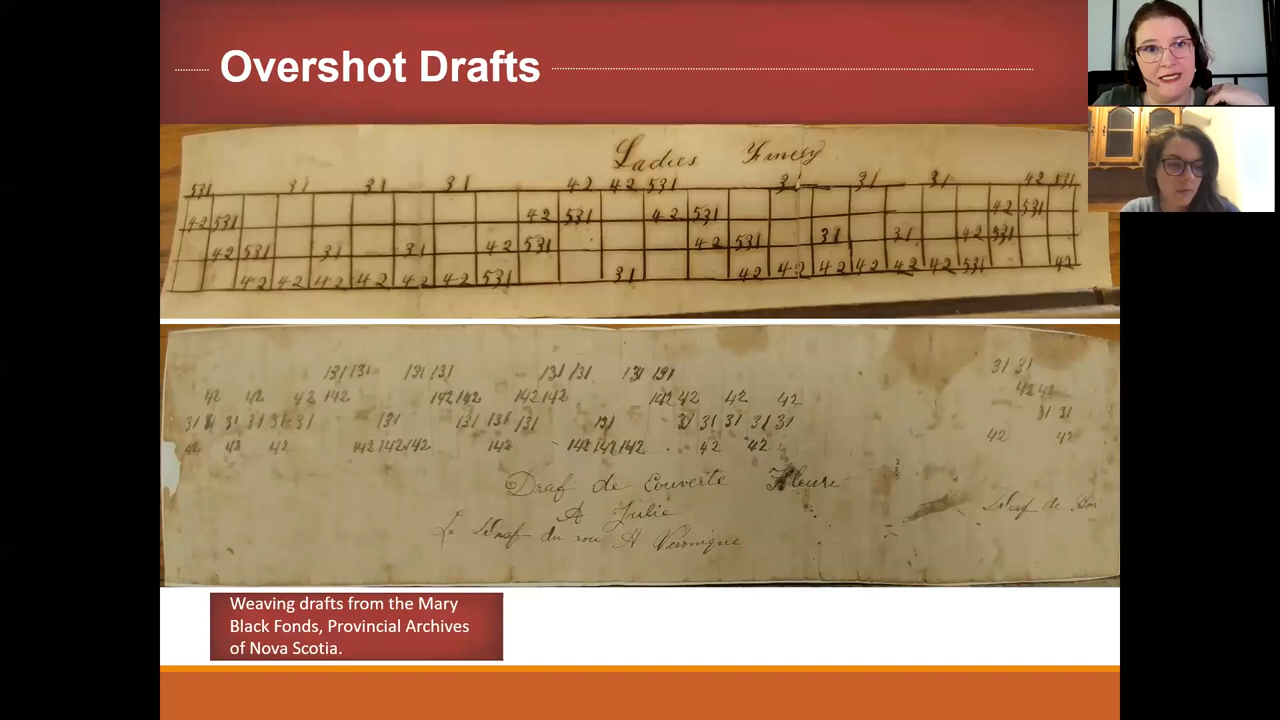 Overshot Drafts
Ladies Fancy
531 31 31 31 42 42 531 31 31 31 42 531
42 531 42 531 42 531 42 531
42 531 31 31 42 531 42 531 31 31 42 531
42 42 42 42 42 42 531 31 42 42 42 42 42 42 531 42
131 131 131 131 131 131 131 131 31 31
42 42 42 142 142 142 142 142 142 42 42 42 42 42
31 31 31 31 31 31 131 131 131 131 131 31 31 31 31 31 31 31
42 42 42 142 142 142 142 142 142 142 42 42 42 42
Draf de Couverte Fleuri
A Julie
Draf de
Le Draf du rou A Veronique
Weaving drafts from the Mary
Black Fonds, Provincial Archives
of Nova Scotia.